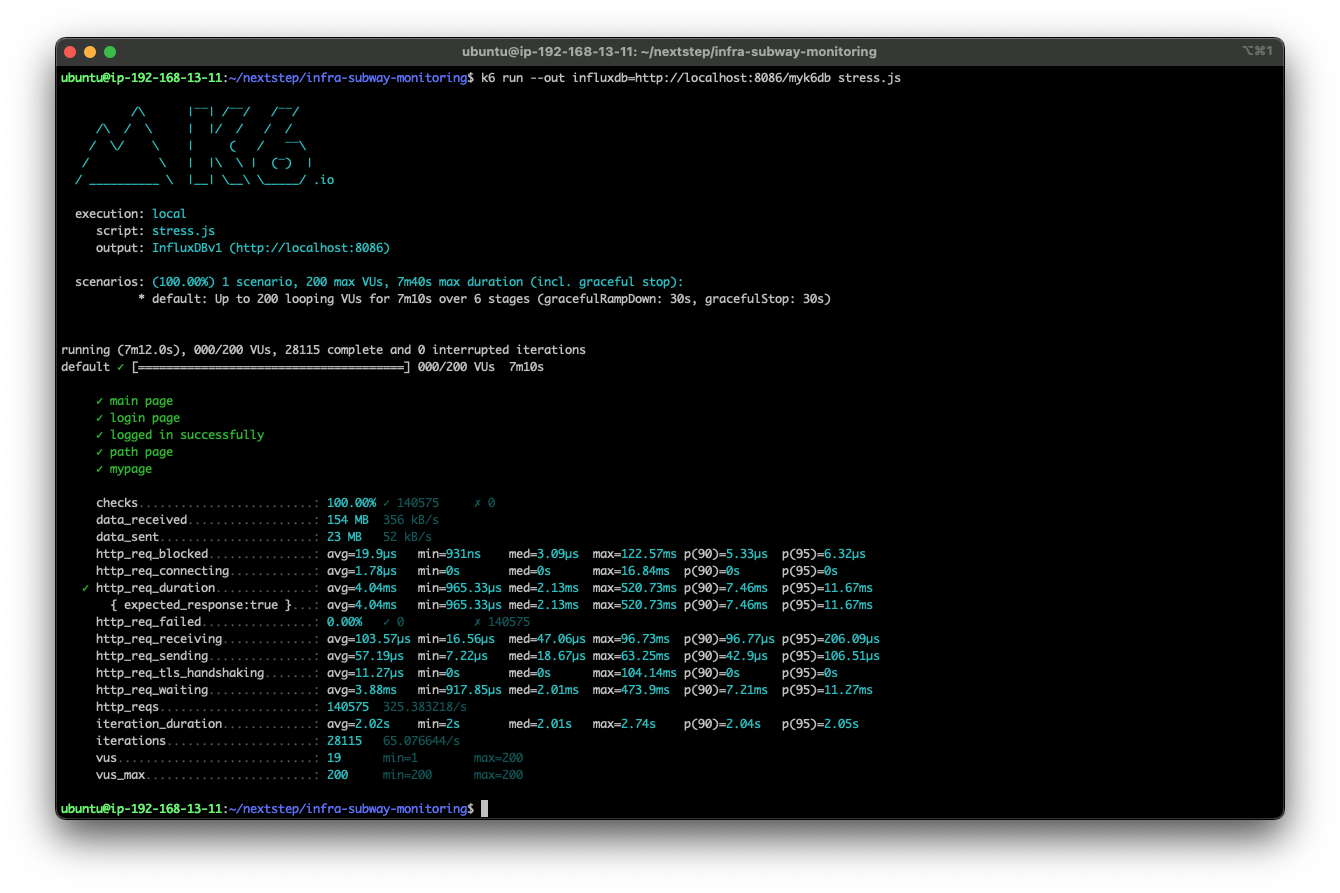 ubuntu@ip-192-168-13-11: ~/nextstep/infra-subway-monitoring
⌥⌘1
ubuntu@ip-192-168-13-11:~/nextstep/infra-subway-monitoring$ k6 run --out influxdb=http://localhost:8086/myk6db stress.js
          /\      |‾‾| /‾‾/   /‾‾/
     /\  /  \     |  |/  /   /  /
    /  \/    \    |     (   /   ‾‾\
   /          \   |  |\  \ |  (‾)  |
  / __________ \  |__| \__\ \_____/ .io
execution: local
script: stress.js
output: InfluxDBv1 (http://localhost:8086)
scenarios: (100.00%) 1 scenario, 200 max VUs, 7m40s max duration (incl. graceful stop):
* default: Up to 200 looping VUs for 7m10s over 6 stages (gracefulRampDown: 30s, gracefulStop: 30s)
running (7m12.0s), 000/200 VUs, 28115 complete and 0 interrupted iterations
default ✓ [======================================] 000/200 VUs  7m10s
✓ main page
✓ login page
✓ logged in successfully
✓ path page
✓ mypage
checks.........................: 100.00% ✓ 140575     ✗ 0
data_received..................: 154 MB  356 kB/s
data_sent......................: 23 MB   52 kB/s
http_req_blocked...............: avg=19.9µs   min=931ns    med=3.09µs  max=122.57ms p(90)=5.33µs  p(95)=6.32µs
http_req_connecting............: avg=1.78µs   min=0s       med=0s      max=16.84ms  p(90)=0s      p(95)=0s
✓ http_req_duration..............: avg=4.04ms   min=965.33µs med=2.13ms  max=520.73ms p(90)=7.46ms  p(95)=11.67ms
{ expected_response:true }...: avg=4.04ms   min=965.33µs med=2.13ms  max=520.73ms p(90)=7.46ms  p(95)=11.67ms
http_req_failed................: 0.00%   ✓ 0          ✗ 140575
http_req_receiving.............: avg=103.57µs min=16.56µs  med=47.06µs max=96.73ms  p(90)=96.77µs p(95)=206.09µs
http_req_sending...............: avg=57.19µs  min=7.22µs   med=18.67µs max=63.25ms  p(90)=42.9µs  p(95)=106.51µs
http_req_tls_handshaking.......: avg=11.27µs  min=0s       med=0s      max=104.14ms p(90)=0s      p(95)=0s
http_req_waiting...............: avg=3.88ms   min=917.85µs med=2.01ms  max=473.9ms  p(90)=7.21ms  p(95)=11.27ms
http_reqs......................: 140575  325.383218/s
iteration_duration.............: avg=2.02s    min=2s       med=2.01s   max=2.74s    p(90)=2.04s   p(95)=2.05s
iterations.....................: 28115   65.076644/s
vus............................: 19      min=1        max=200
vus_max........................: 200     min=200      max=200
ubuntu@ip-192-168-13-11:~/nextstep/infra-subway-monitoring$